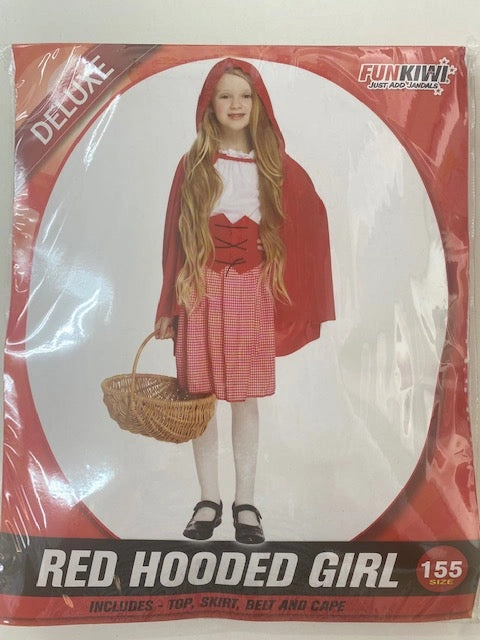 DELUXE
FUNKIWI
JUST ADD JANDALS
RED HOODED GIRL
155
SIZE
INCLUDES - TOP, SKIRT, BELT AND CAPE